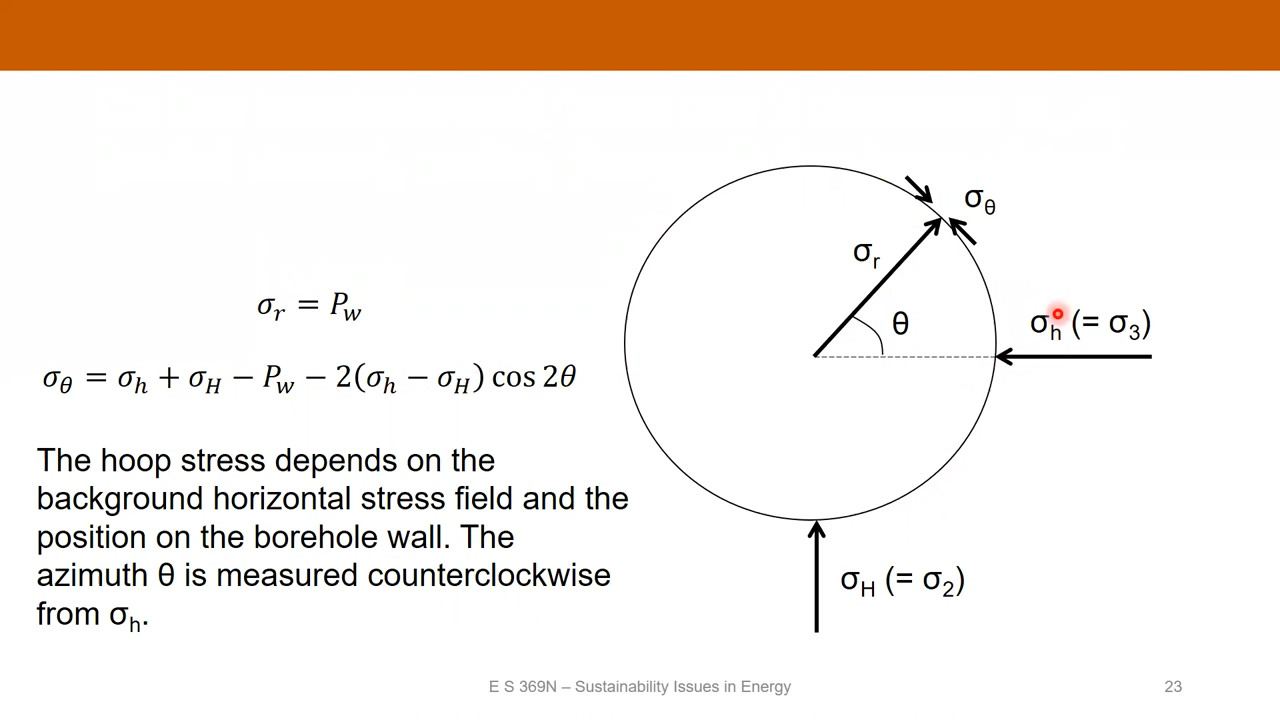 σr = Pw
σθ = σh + σH − Pw − 2(σh − σH) cos 2θ
The hoop stress depends on the
background horizontal stress field and the
position on the borehole wall. The
azimuth θ is measured counterclockwise
from σh.
σθ
σr
θ
σh (= σ3)
σH (= σ2)
E S 369N – Sustainability Issues in Energy
23